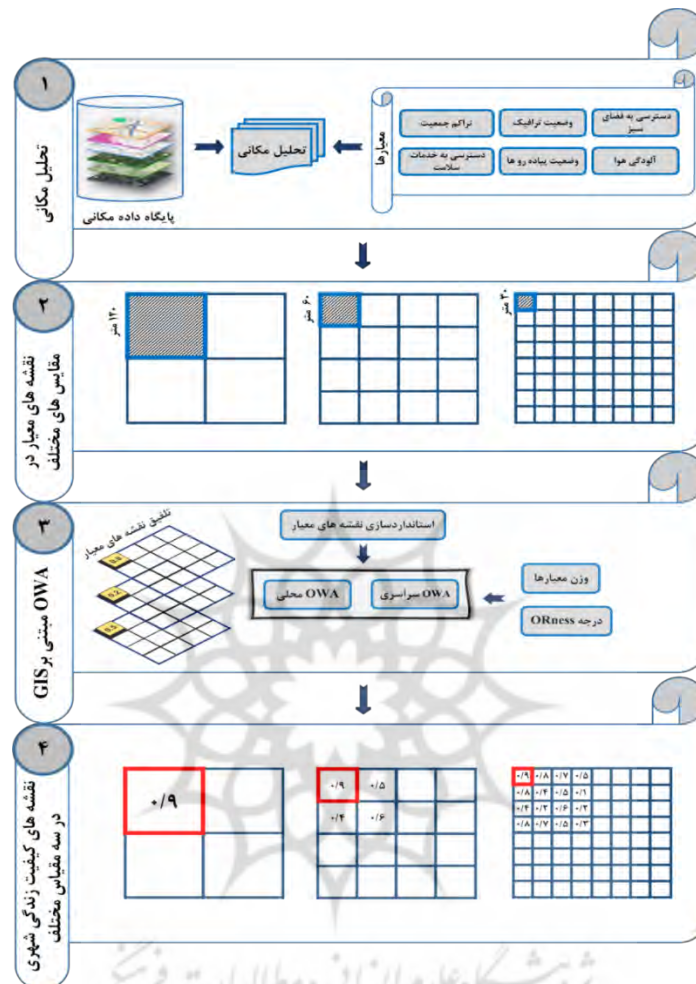 ۱
تحلیل مکانی
پایگاه داده مکانی
تحلیل مکانی
معیارها
دسترسی به فضای
سبز
وضعیت ترافیک
تراکم جمعیت
آلودگی هوا
وضعیت پیاده رو ها
دسترسی به خدمات
سلامت
۲
نقشه های معیار در
مقایس های مختلف
۱۲۰ متر
۶۰ متر
۳۰ متر
۳
OWA مبتنی بر GIS
تلفیق نقشه های معیار
استانداردسازی نقشه های معیار
OWA سراسری
OWA محلی
وزن معیارها
درجه ORness
۴
نقشه های کیفیت زندگی شهری
در سه مقیاس مختلف
۰/۹
۰/۹ ۰/۵
۰/۴ ۰/۶
۰/۹ ۰/۸ ۰/۷ ۰/۵
۰/۸ ۰/۴ ۰/۵ ۰/۱
۰/۴ ۰/۳ ۰/۶ ۰/۲
۰/۸ ۰/۷ ۰/۵ ۰/۳